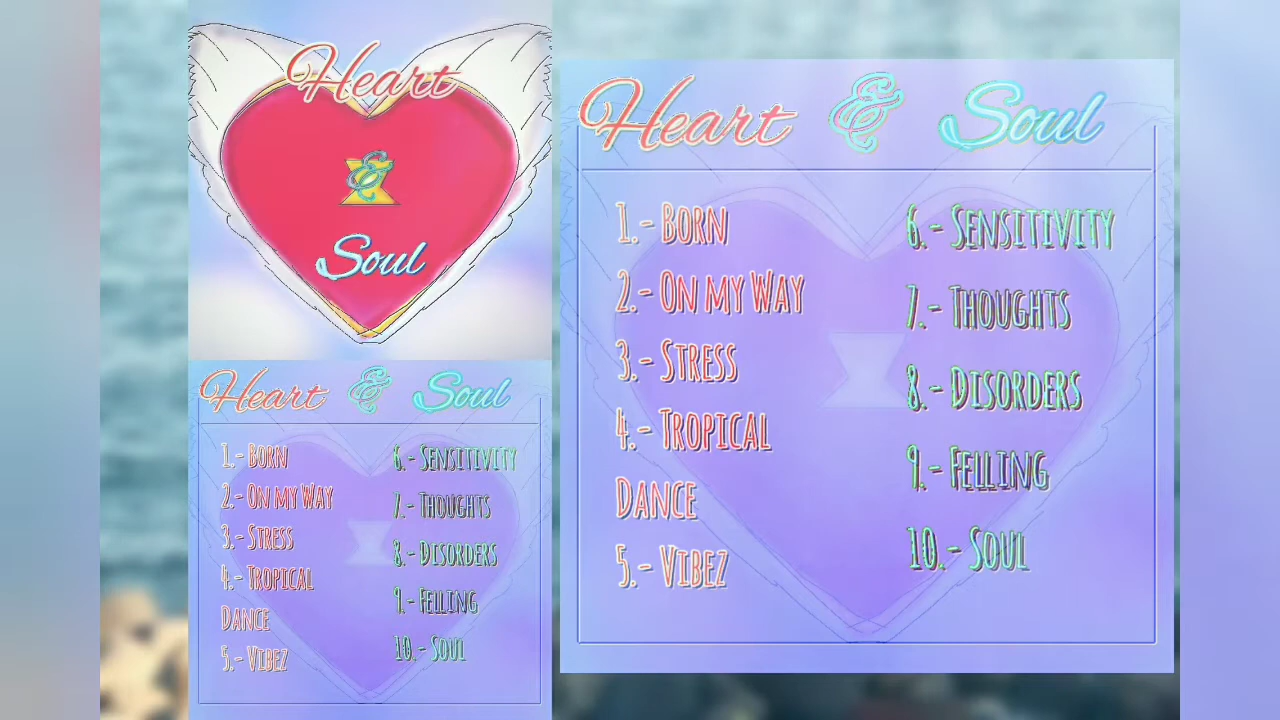 Heart
&
Soul
Heart & Soul
1.- Born
2.- On my Way
3.- Stress
4.- Tropical
Dance
5.- Vibez
6.- Sensitivity
7.- Thoughts
8.- Disorders
9.- Felling
10.- Soul
Heart & Soul
1.- Born
2.- On my Way
3.- Stress
4.- Tropical
Dance
5.- Vibez
6.- Sensitivity
7.- Thoughts
8.- Disorders
9.- Felling
10.- Soul